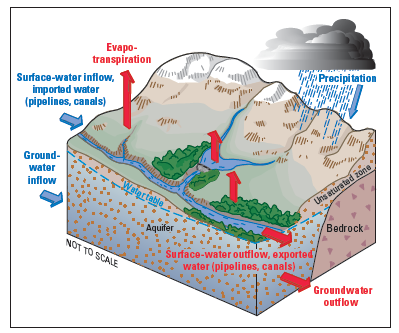 Evapo-
transpiration
Surface-water inflow,
imported water
(pipelines, canals)
Precipitation
Ground-
water
inflow
Water table
Unsaturated zone
Aquifer
Bedrock
NOT TO SCALE
Surface-water outflow, exported
water (pipelines, canals)
Groundwater
outflow